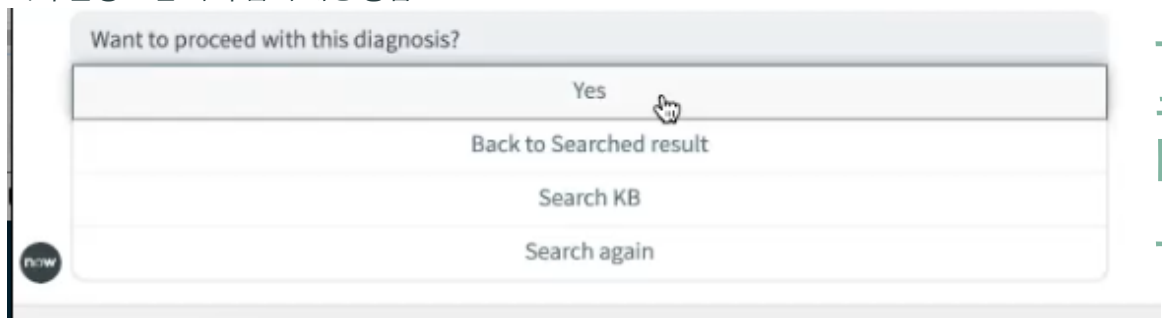 Want to proceed with this diagnosis?
Yes
Back to Searched result
Search KB
Search again
now